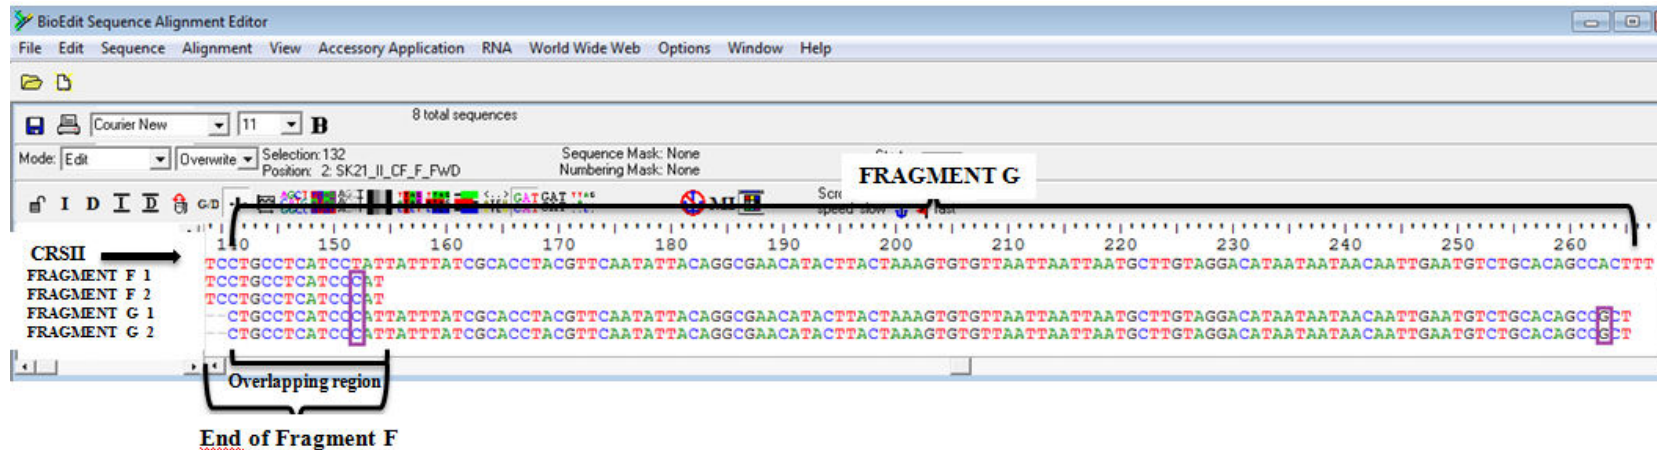 BioEdit Sequence Alignment Editor
File Edit Sequence Alignment View Accessory Application RNA World Wide Web Options Window Help
8 total sequences
Courier New 11 B
Mode: Edit Overwrite Selection: 132 Sequence Mask: None
Position: 2: SK21_II_CF_F_FWD Numbering Mask: None
FRAGMENT G
I D I D G/D
speed slow fast
140 150 160 170 180 190 200 210 220 230 240 250 260
CRSII
TCCTGCCTCATCCTATTATTTATCGCACCTACGTTCAATATTACAGGCGAACATACTTACTAAAGTGTGTTAATTAATTAATGCTTGTAGGACATAATAATAACAATTGAATGTCTGCACAGCCACTTT
FRAGMENT F 1
TCCTGCCTCATCCCAT
FRAGMENT F 2
TCCTGCCTCATCCCAT
FRAGMENT G 1
--CTGCCTCATCCCATTATTTATCGCACCTACGTTCAATATTACAGGCGAACATACTTACTAAAGTGTGTTAATTAATTAATGCTTGTAGGACATAATAATAACAATTGAATGTCTGCACAGCCGCT
FRAGMENT G 2
--CTGCCTCATCCCATTATTTATCGCACCTACGTTCAATATTACAGGCGAACATACTTACTAAAGTGTGTTAATTAATTAATGCTTGTAGGACATAATAATAACAATTGAATGTCTGCACAGCCGCT
Overlapping region
End of Fragment F